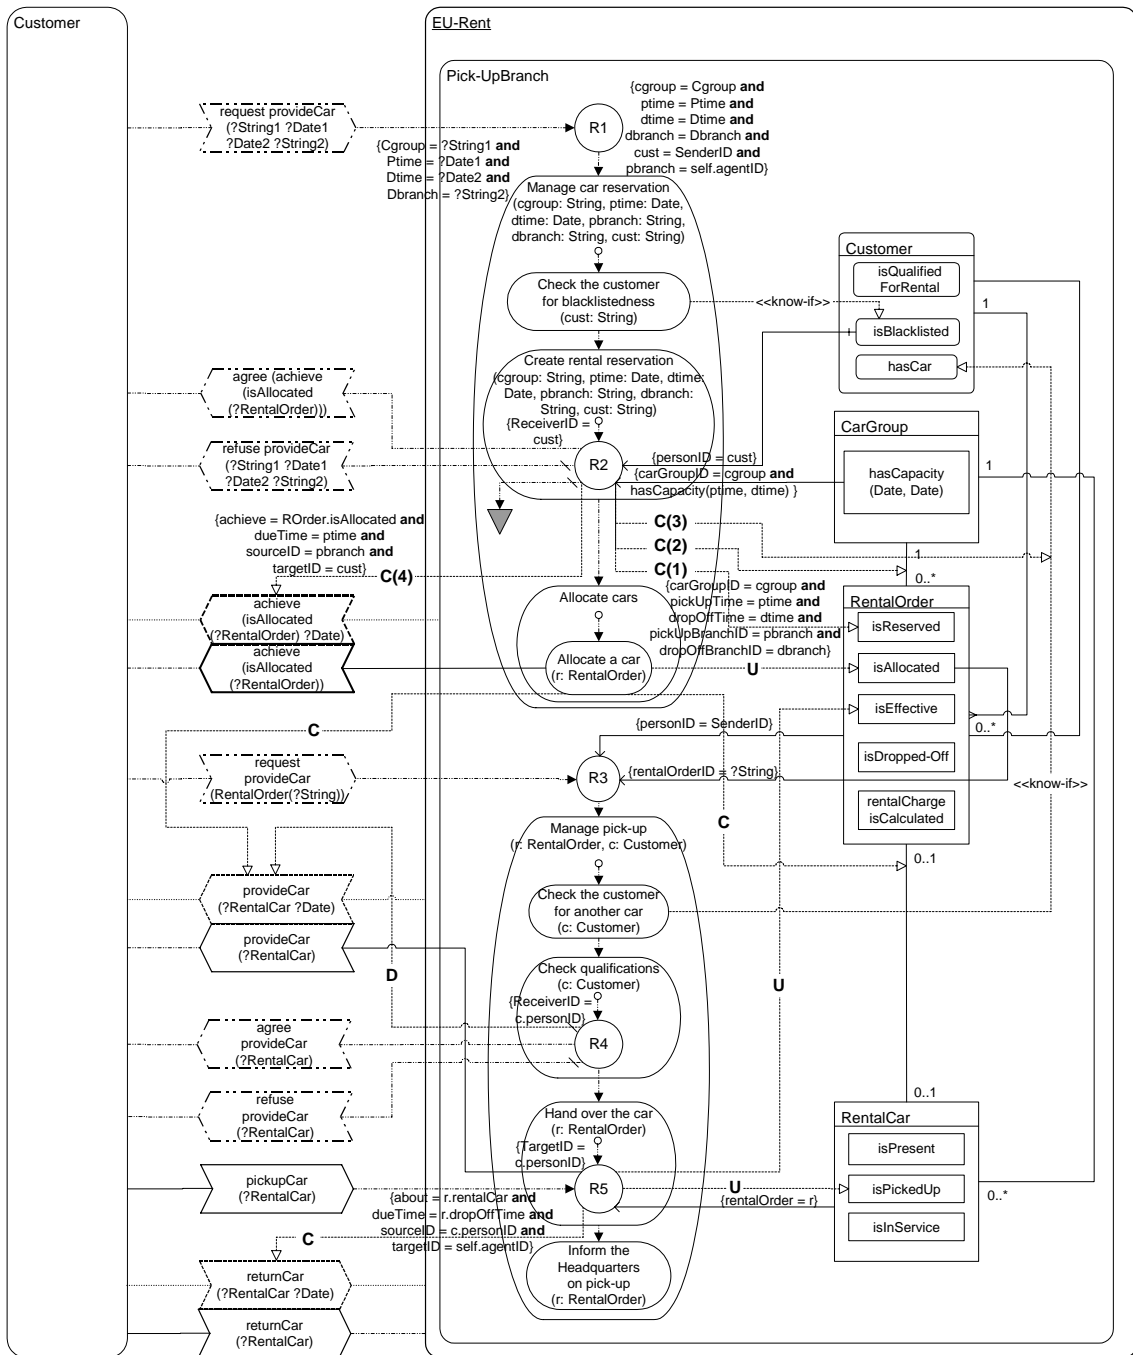 Customer
EU-Rent
Pick-UpBranch
request provideCar
(?String1 ?Date1
?Date2 ?String2)
R1
{cgroup = Cgroup and
ptime = Ptime and
dtime = Dtime and
dbranch = Dbranch and
cust = SenderID and
pbranch = self.agentID}
{Cgroup = ?String1 and
Ptime = ?Date1 and
Dtime = ?Date2 and
Dbranch = ?String2}
Manage car reservation
(cgroup: String, ptime: Date,
dtime: Date, pbranch: String,
dbranch: String, cust: String)
Check the customer
for blacklistedness
(cust: String)
<<know-if>>
Customer
isQualified
ForRental
isBlacklisted
hasCar
1
Create rental reservation
(cgroup: String, ptime: Date, dtime:
Date, pbranch: String, dbranch:
String, cust: String)
{ReceiverID =
cust}
R2
agree (achieve
(isAllocated
(?RentalOrder)))
refuse provideCar
(?String1 ?Date1
?Date2 ?String2)
{personID = cust}
{carGroupID = cgroup and
hasCapacity(ptime, dtime) }
CarGroup
hasCapacity
(Date, Date)
1
C(3)
C(2)
C(1)
1
0..*
{achieve = ROrder.isAllocated and
dueTime = ptime and
sourceID = pbranch and
targetID = cust}
C(4)
{carGroupID = cgroup and
pickUpTime = ptime and
dropOffTime = dtime and
pickUpBranchID = pbranch and
dropOffBranchID = dbranch}
achieve
(isAllocated
(?RentalOrder) ?Date)
achieve
(isAllocated
(?RentalOrder))
Allocate cars
Allocate a car
(r: RentalOrder)
U
RentalOrder
isReserved
isAllocated
isEffective
isDropped-Off
rentalCharge
isCalculated
0..*
C
{personID = SenderID}
request
provideCar
(RentalOrder(?String))
R3
{rentalOrderID = ?String}
<<know-if>>
C
0..1
Manage pick-up
(r: RentalOrder, c: Customer)
Check the customer
for another car
(c: Customer)
provideCar
(?RentalCar ?Date)
provideCar
(?RentalCar)
D
U
Check qualifications
(c: Customer)
{ReceiverID =
c.personID}
R4
agree
provideCar
(?RentalCar)
refuse
provideCar
(?RentalCar)
0..1
RentalCar
isPresent
isPickedUp
isInService
0..*
Hand over the car
(r: RentalOrder)
{TargetID =
c.personID}
R5
U
{rentalOrder = r}
pickupCar
(?RentalCar)
{about = r.rentalCar and
dueTime = r.dropOffTime and
sourceID = c.personID and
targetID = self.agentID}
C
Inform the
Headquarters
on pick-up
(r: RentalOrder)
returnCar
(?RentalCar ?Date)
returnCar
(?RentalCar)